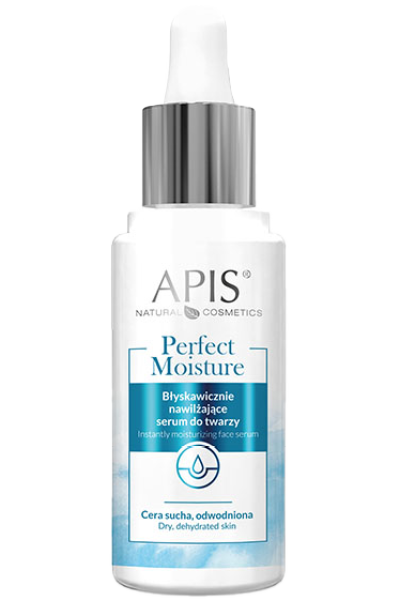 APIS®
NATURAL COSMETICS
Perfect
Moisture
Błyskawicznie
nawilżające
serum do twarzy
Instantly moisturizing face serum
Cera sucha, odwodniona
Dry, dehydrated skin